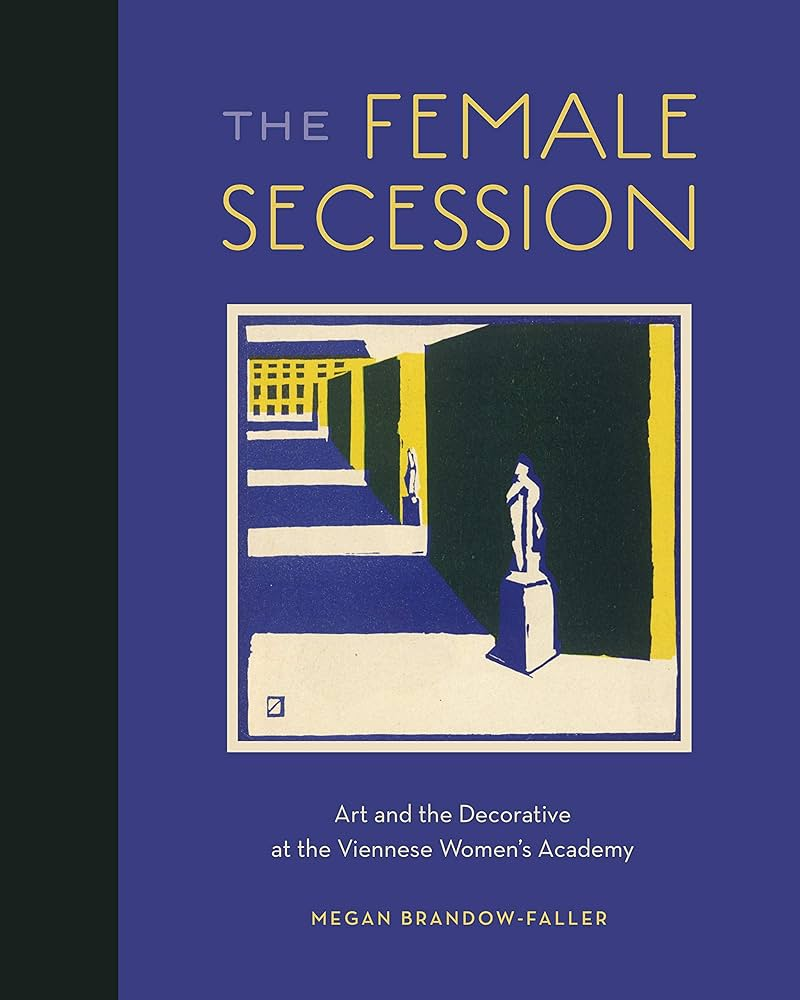 THE FEMALE
SECESSION
Art and the Decorative
at the Viennese Women's Academy
MEGAN BRANDOW-FALLER